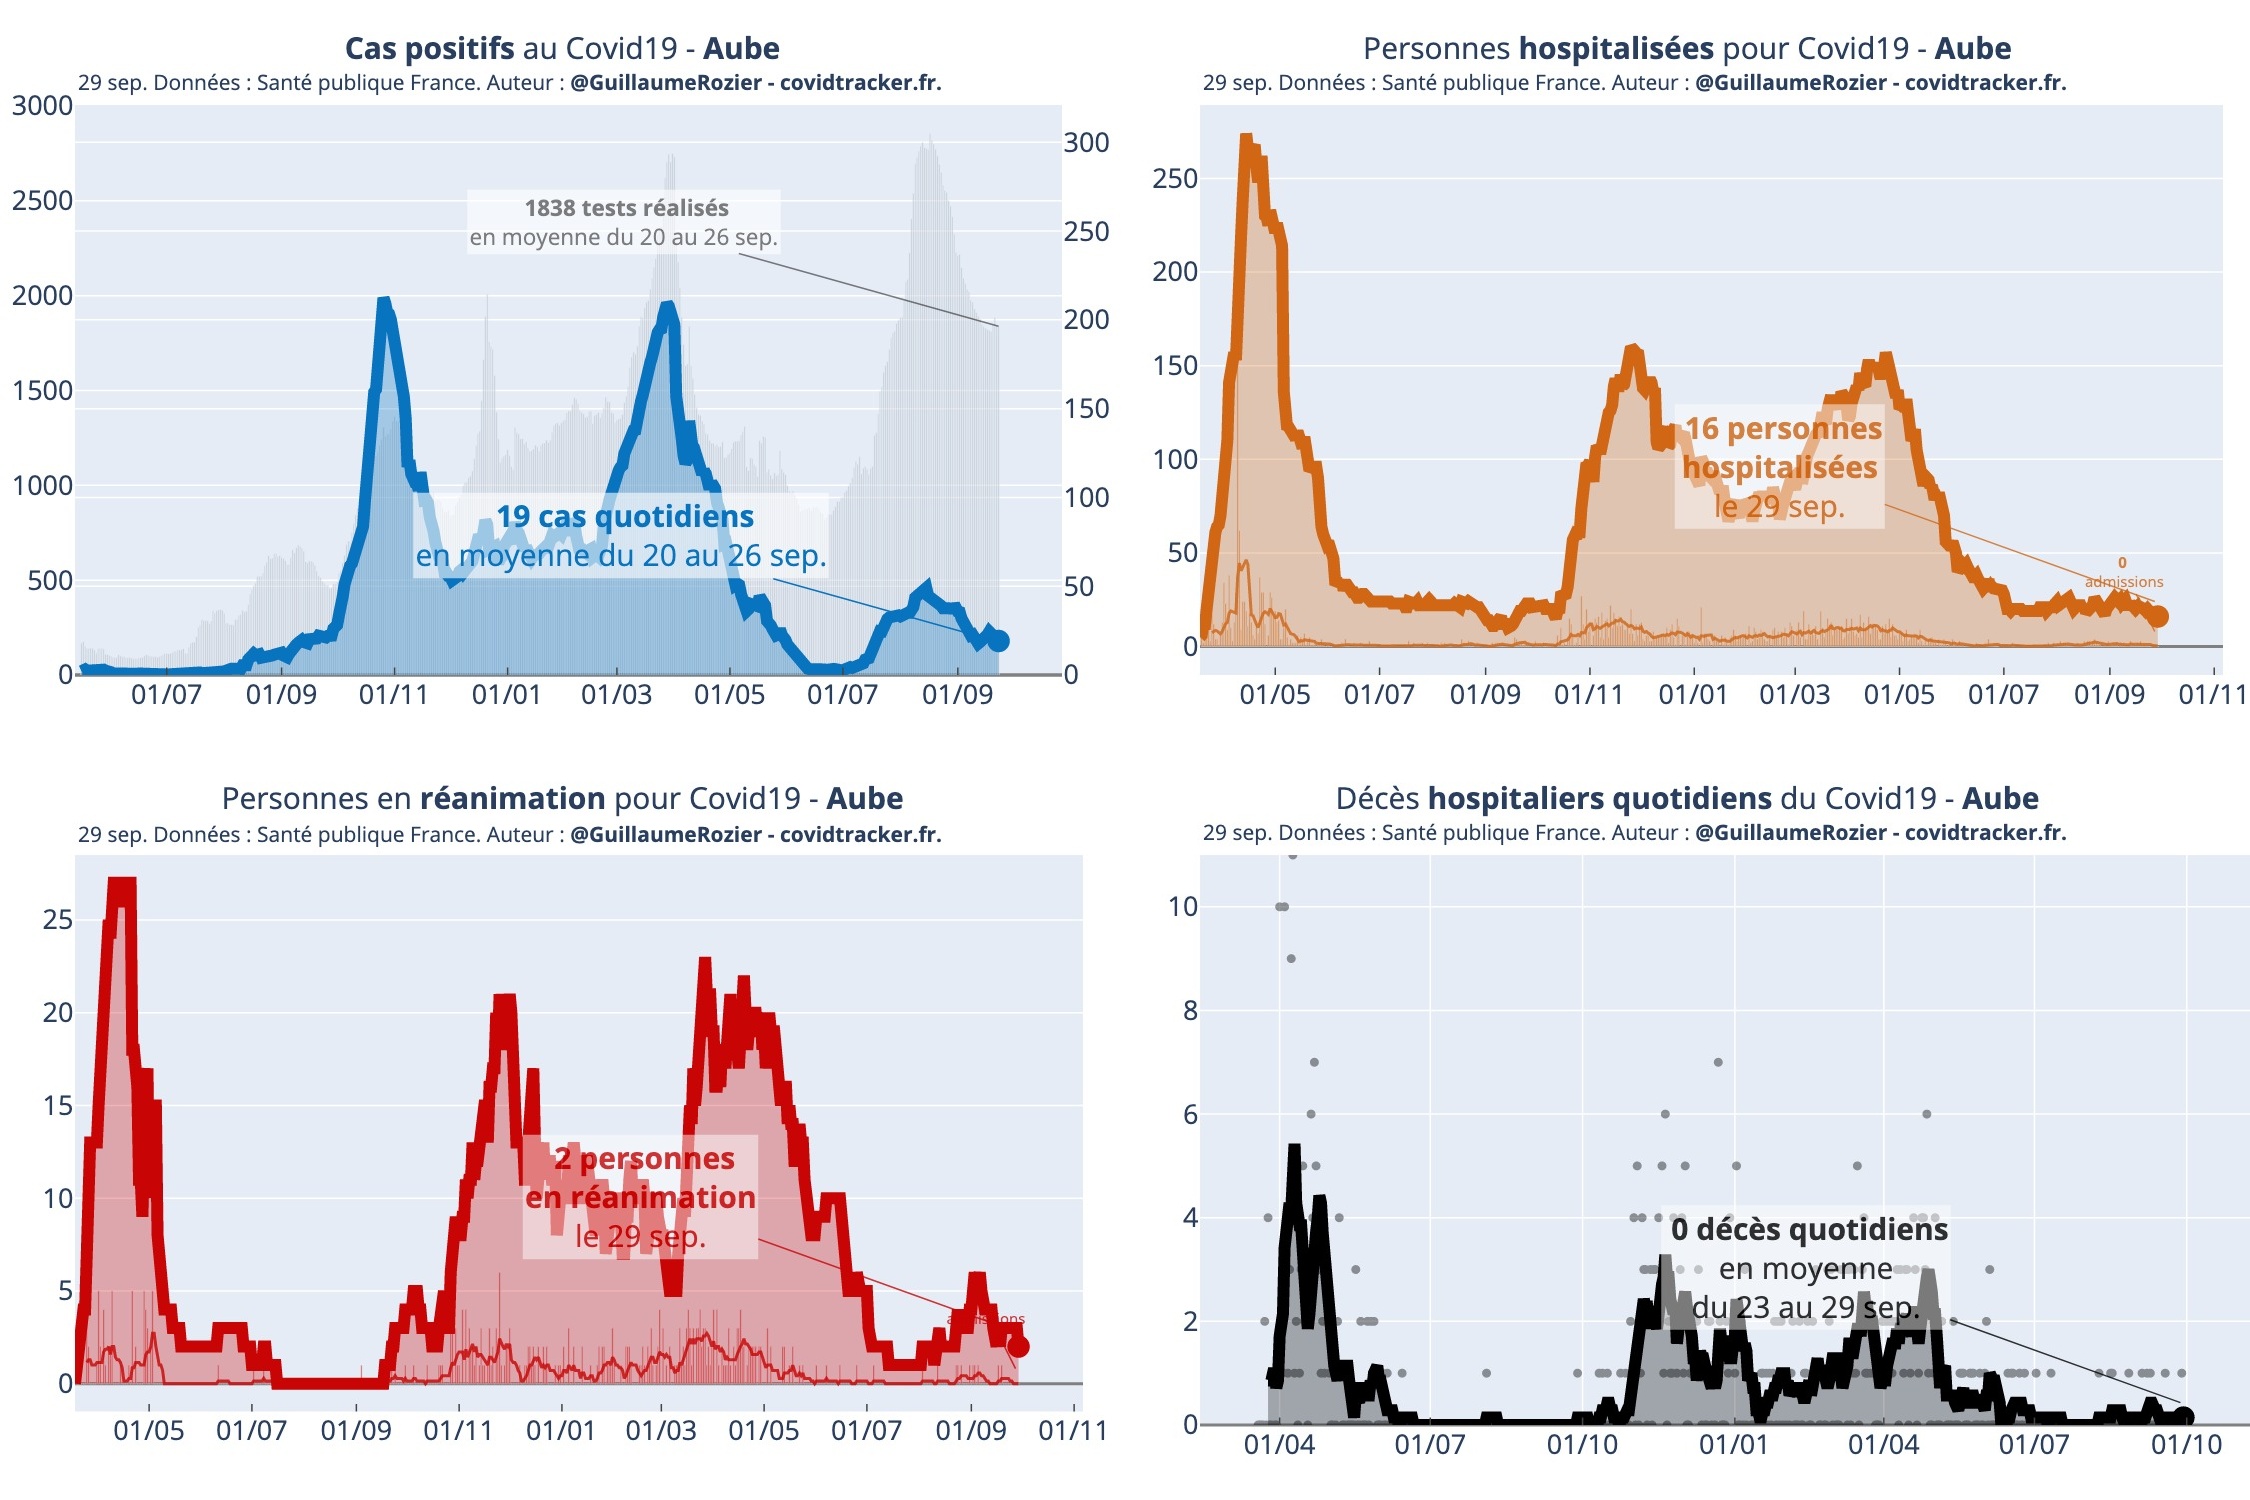 Cas positifs au Covid19 - Aube
29 sep. Données : Santé publique France. Auteur : @GuillaumeRozier - covidtracker.fr.
3000
2500
2000
1500
1000
500
0
300
250
200
150
100
50
0
1838 tests réalisés
en moyenne du 20 au 26 sep.
19 cas quotidiens
en moyenne du 20 au 26 sep.
01/07 01/09 01/11 01/01 01/03 01/05 01/07 01/09
Personnes hospitalisées pour Covid19 - Aube
29 sep. Données : Santé publique France. Auteur : @GuillaumeRozier - covidtracker.fr.
250
200
150
100
50
0
16 personnes
hospitalisées
le 29 sep.
0
admissions
01/05 01/07 01/09 01/11 01/01 01/03 01/05 01/07 01/09 01/11
Personnes en réanimation pour Covid19 - Aube
29 sep. Données : Santé publique France. Auteur : @GuillaumeRozier - covidtracker.fr.
25
20
15
10
5
0
2 personnes
en réanimation
le 29 sep.
admissions
01/05 01/07 01/09 01/11 01/01 01/03 01/05 01/07 01/09 01/11
Décès hospitaliers quotidiens du Covid19 - Aube
29 sep. Données : Santé publique France. Auteur : @GuillaumeRozier - covidtracker.fr.
10
8
6
4
2
0
0 décès quotidiens
en moyenne
du 23 au 29 sep.
01/04 01/07 01/10 01/01 01/04 01/07 01/10